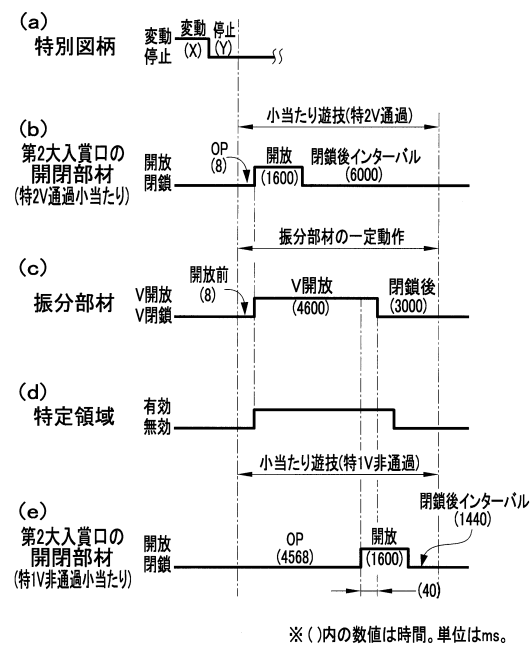 (a)
特別図柄
変動
停止
変動
(X)
停止
(Y)
小当たり遊技(特2V通過)
(b)
第2大入賞口の
開閉部材
(特2V通過小当たり)
開放
閉鎖
OP
(8)
開放
(1600)
閉鎖後インターバル
(6000)
振分部材の一定動作
(c)
振分部材
V開放
V閉鎖
開放前
(8)
V開放
(4600)
閉鎖後
(3000)
(d)
特定領域
有効
無効
小当たり遊技(特1V非通過)
(e)
第2大入賞口の
開閉部材
(特1V非通過小当たり)
開放
閉鎖
OP
(4568)
開放
(1600)
閉鎖後インターバル
(1440)
(40)
※( )内の数値は時間。単位はms。